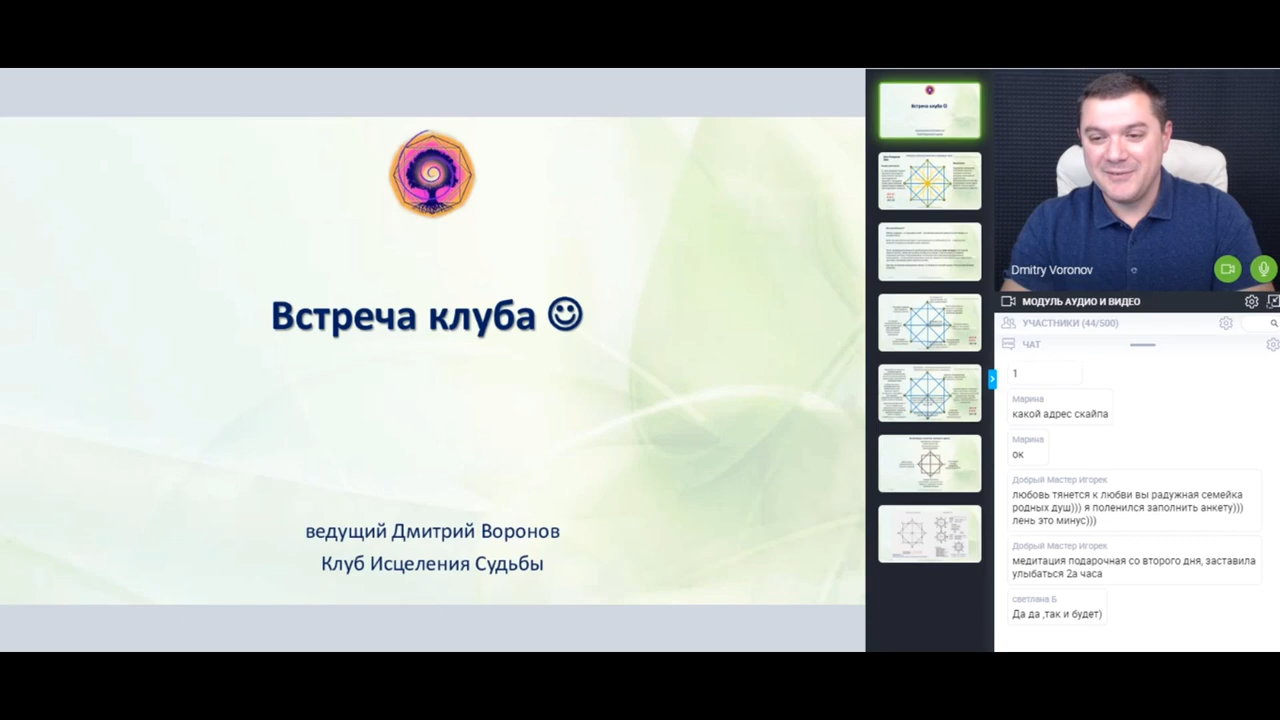 Встреча клуба ☺
ведущий Дмитрий Воронов
Клуб Исцеления Судьбы
Встреча клуба ☺
Dmitry Voronov
МОДУЛЬ АУДИО И ВИДЕО
УЧАСТНИКИ (44/500)
ЧАТ
1
Марина
какой адрес скайпа
Марина
ок
Добрый Мастер Игорек
любовь тянется к любви вы радужная семейка
родных душ))) я поленился заполнить анкету)))
лень это минус)))
Добрый Мастер Игорек
медитация подарочная со второго дня, заставила
улыбаться 2а часа
светлана Б
Да да ,так и будет)